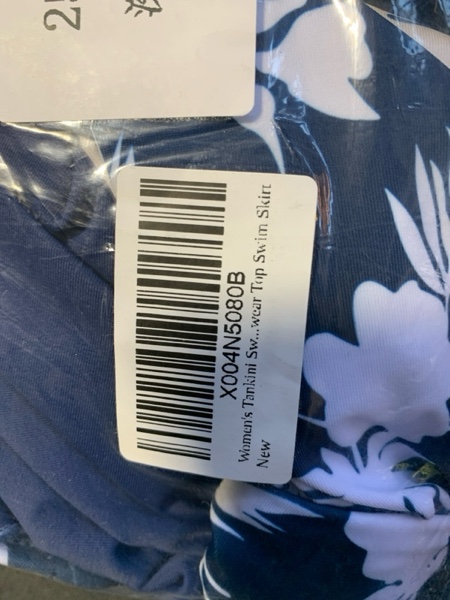 X004N5080B
Women's Tankini Sw...wear Top Swim Skirt
New